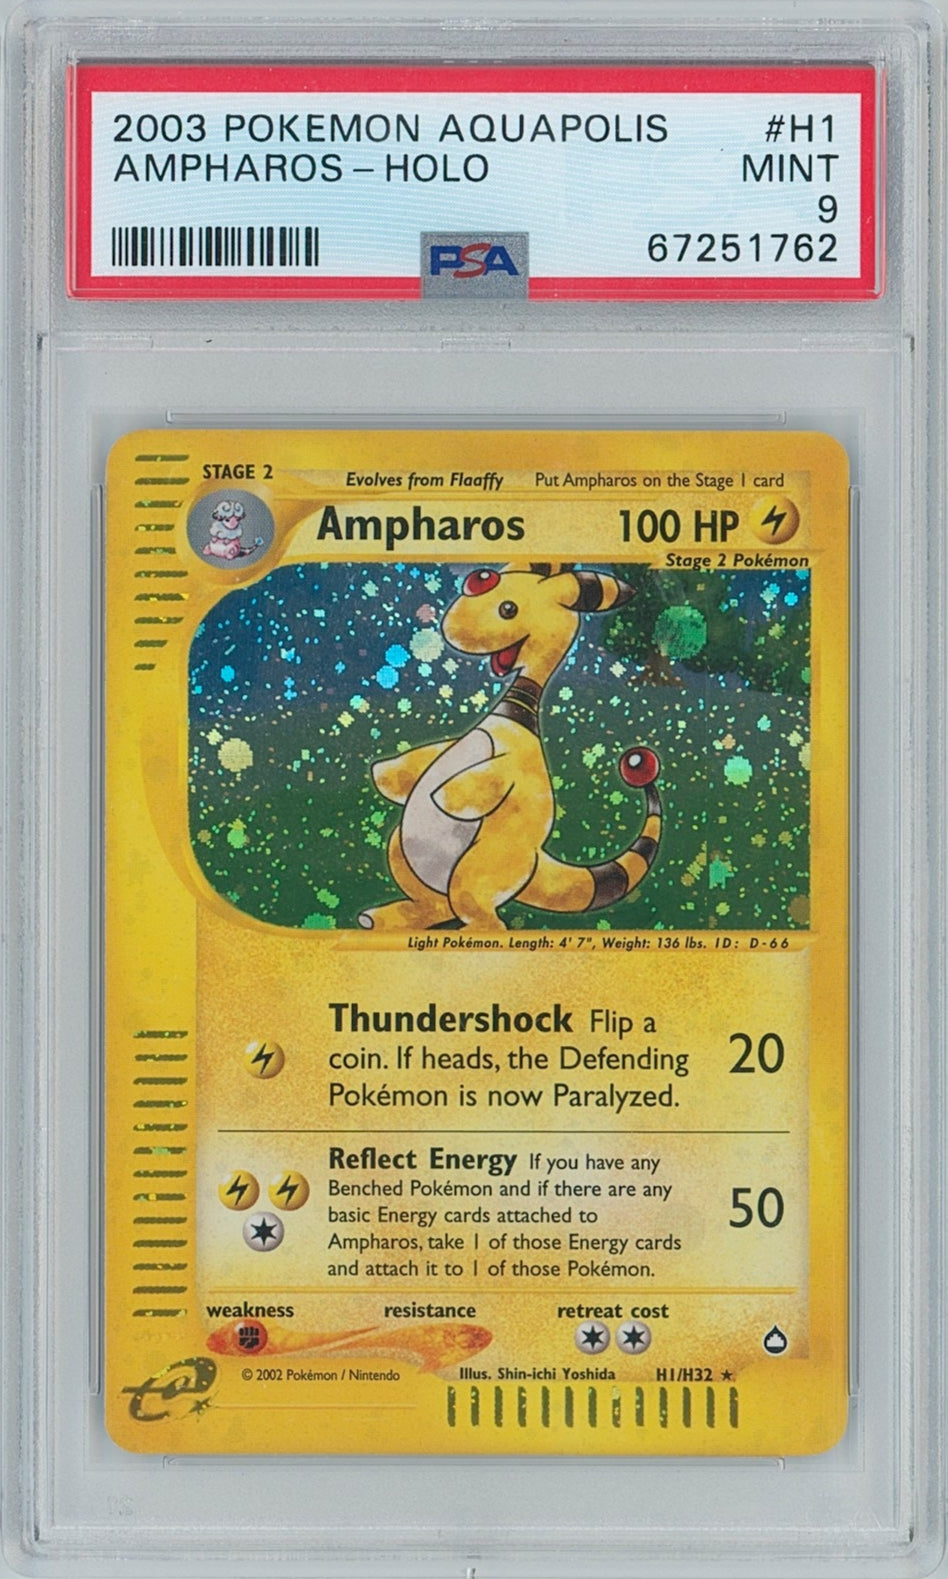 2003 POKEMON AQUAPOLIS #H1
AMPHAROS – HOLO MINT
9
67251762
PSA
STAGE 2 Evolves from Flaaffy Put Ampharos on the Stage 1 card
Ampharos 100 HP
Stage 2 Pokémon
Light Pokémon. Length: 4' 7", Weight: 136 lbs. ID: D-66
Thundershock Flip a
coin. If heads, the Defending 20
Pokémon is now Paralyzed.
Reflect Energy If you have any
Benched Pokémon and if there are any
basic Energy cards attached to 50
Ampharos, take 1 of those Energy cards
and attach it to 1 of those Pokémon.
weakness resistance retreat cost
© 2002 Pokémon / Nintendo Illus. Shin-ichi Yoshida H1/H32 ★
e